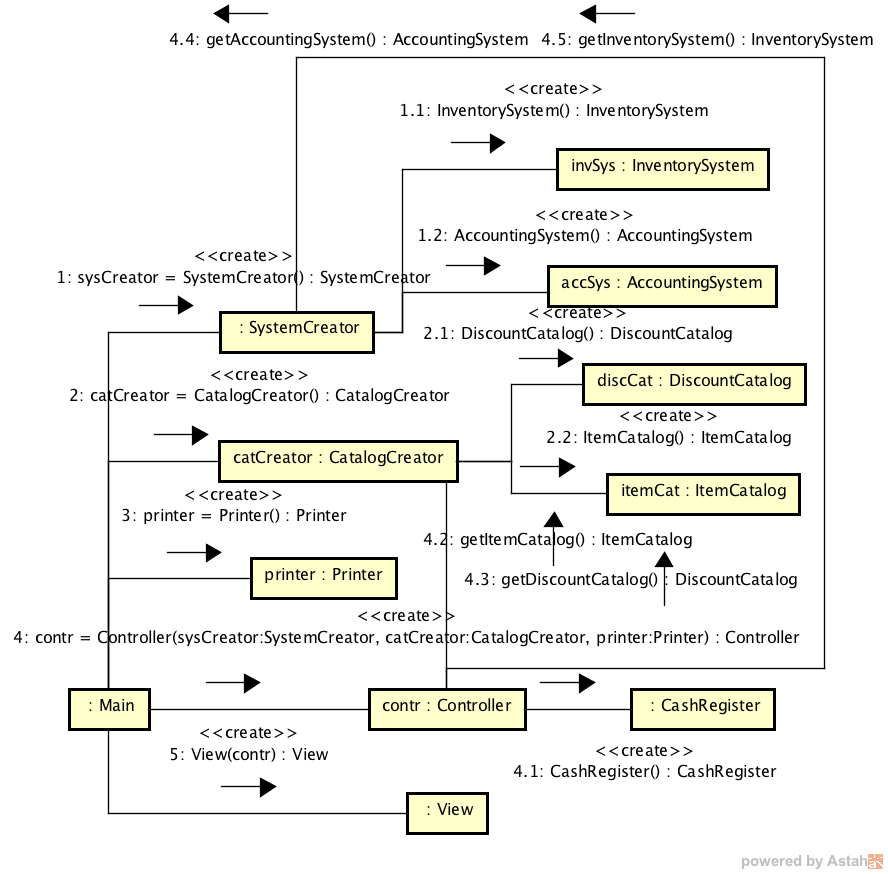 4.4: getAccountingSystem() : AccountingSystem
4.5: getInventorySystem() : InventorySystem
<<create>>
1.1: InventorySystem() : InventorySystem
invSys : InventorySystem
<<create>>
1.2: AccountingSystem() : AccountingSystem
<<create>>
1: sysCreator = SystemCreator() : SystemCreator
accSys : AccountingSystem
<<create>>
2.1: DiscountCatalog() : DiscountCatalog
: SystemCreator
<<create>>
2: catCreator = CatalogCreator() : CatalogCreator
discCat : DiscountCatalog
<<create>>
2.2: ItemCatalog() : ItemCatalog
catCreator : CatalogCreator
itemCat : ItemCatalog
<<create>>
3: printer = Printer() : Printer
4.2: getItemCatalog() : ItemCatalog
4.3: getDiscountCatalog() : DiscountCatalog
printer : Printer
<<create>>
4: contr = Controller(sysCreator:SystemCreator, catCreator:CatalogCreator, printer:Printer) : Controller
: Main
contr : Controller
: CashRegister
<<create>>
5: View(contr) : View
<<create>>
4.1: CashRegister() : CashRegister
: View
powered by Astah